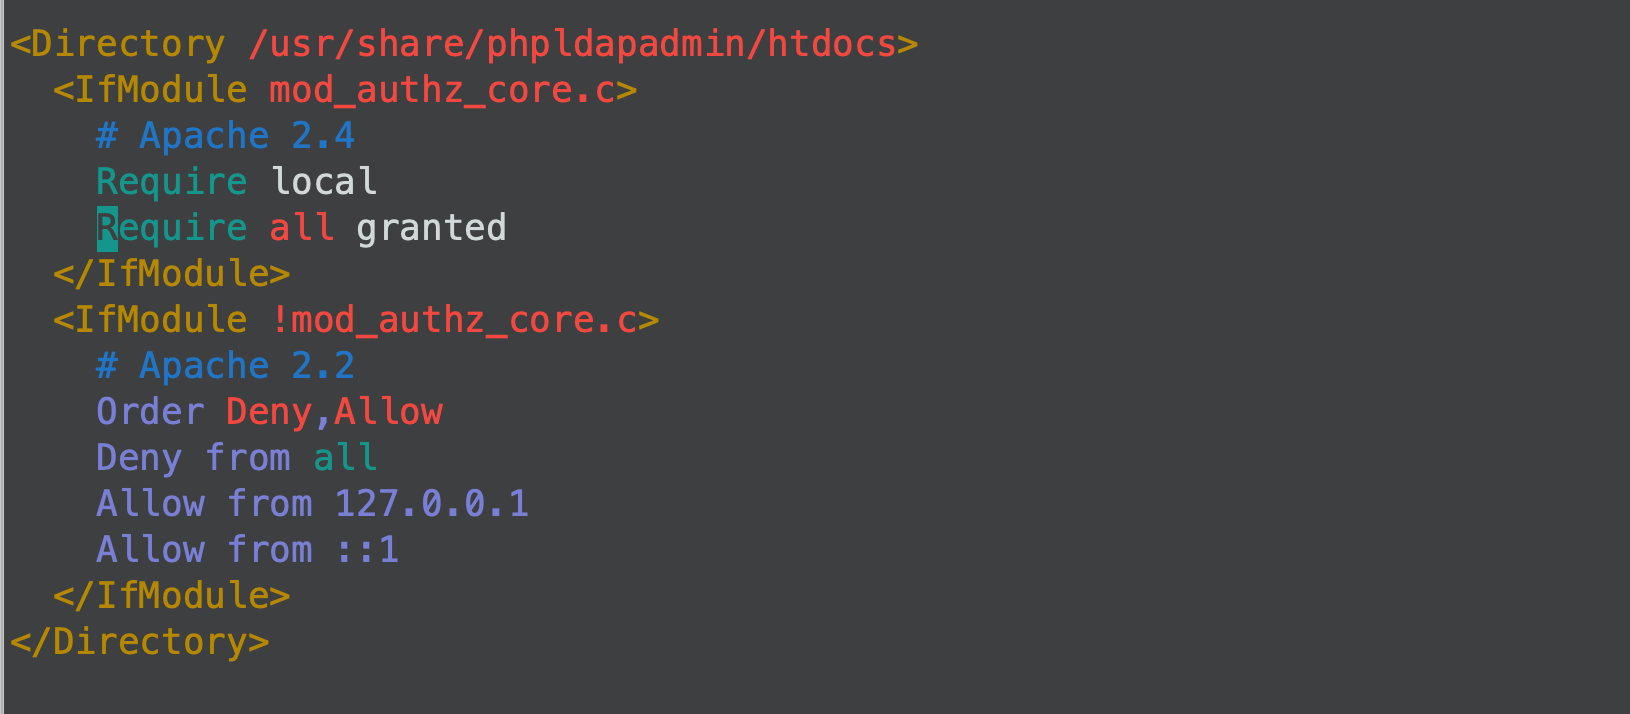 <Directory /usr/share/phpldapadmin/htdocs>
  <IfModule mod_authz_core.c>
    # Apache 2.4
    Require local
    Require all granted
  </IfModule>
  <IfModule !mod_authz_core.c>
    # Apache 2.2
    Order Deny,Allow
    Deny from all
    Allow from 127.0.0.1
    Allow from ::1
  </IfModule>
</Directory>